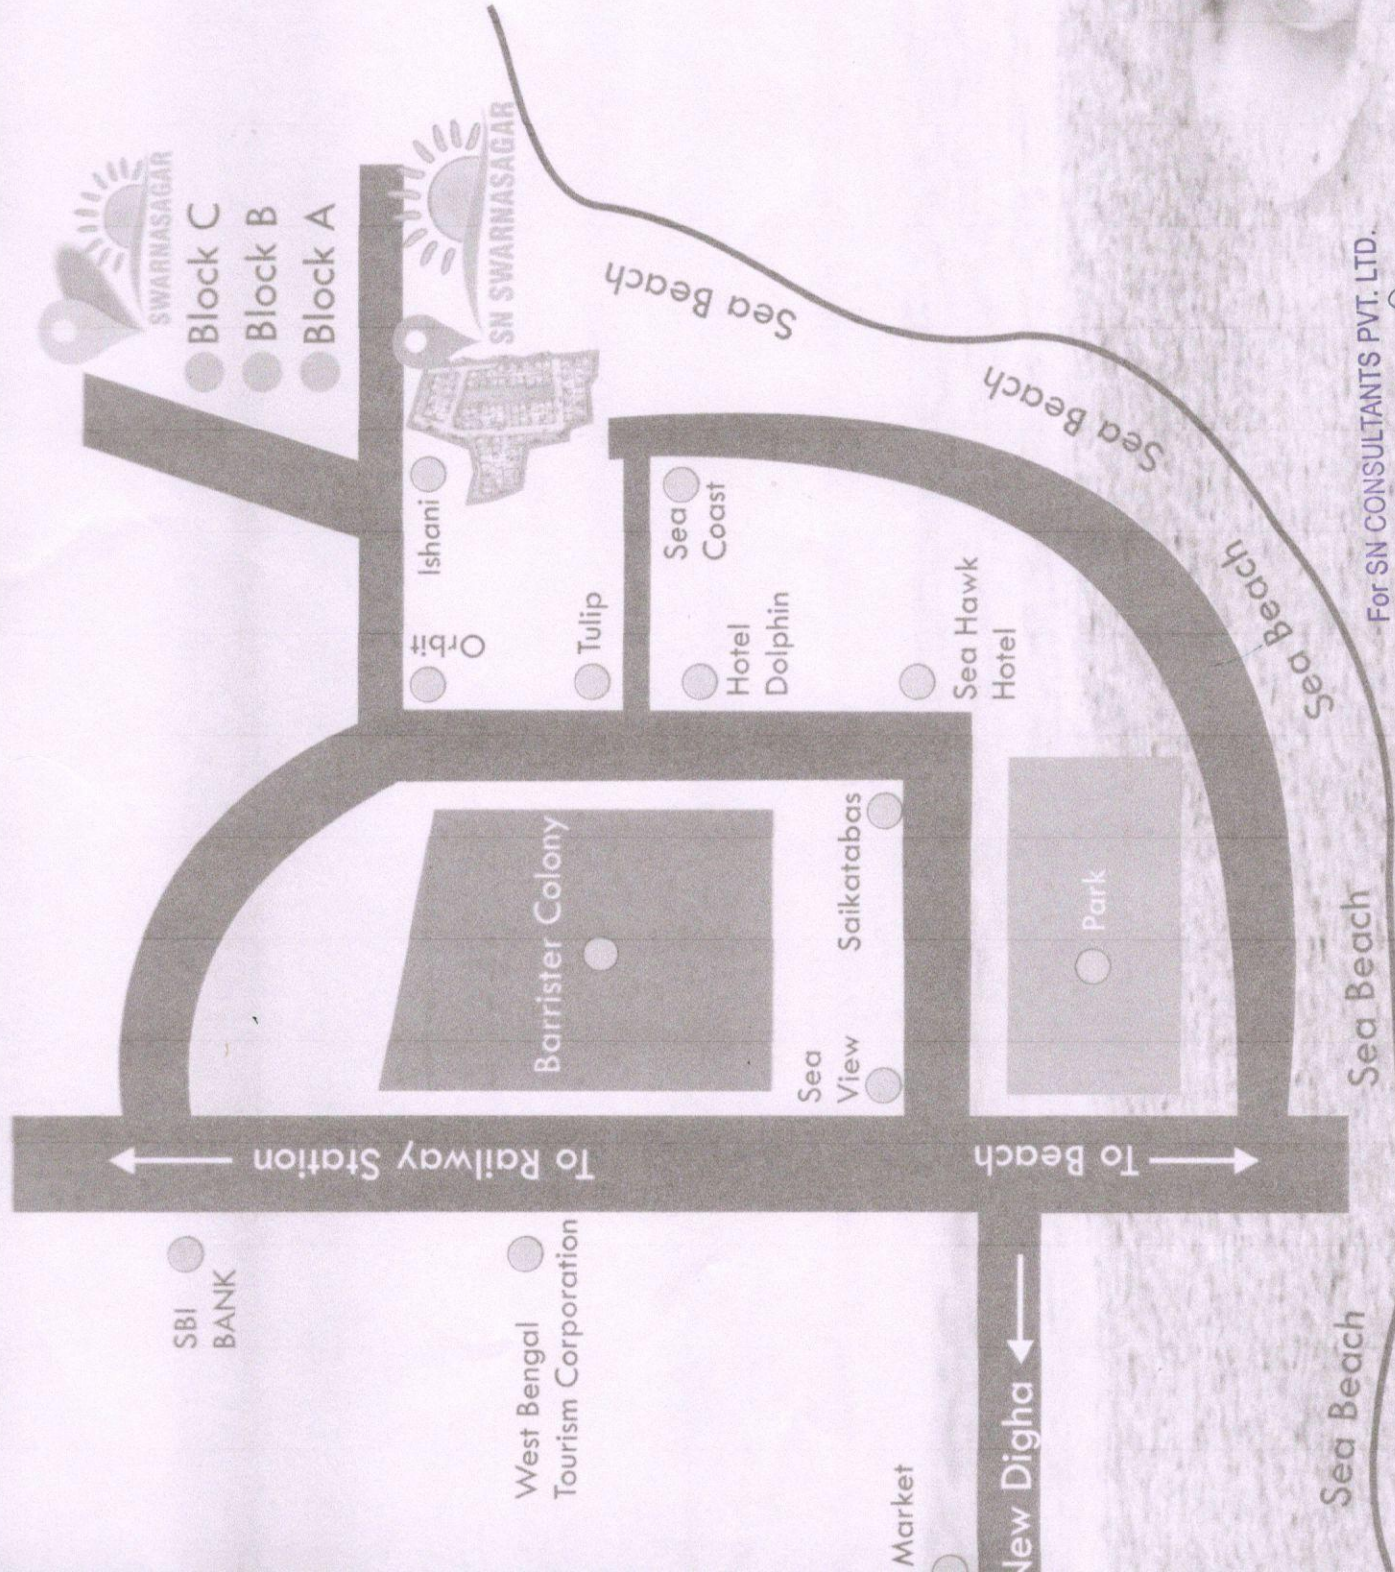 SWARNASAGAR
Block C
Block B
Block A
SN SWARNASAGAR
Ishani
Orbit
Tulip
Sea
Coast
Hotel
Dolphin
Sea Hawk
Hotel
Barrister Colony
Saikatabas
Sea
View
Park
To Railway Station
To Beach
SBI
BANK
West Bengal
Tourism Corporation
Market
New Digha
Sea Beach
Sea Beach
Sea Beach
Sea Beach
Sea Beach
For SN CONSULTANTS PVT. LTD.